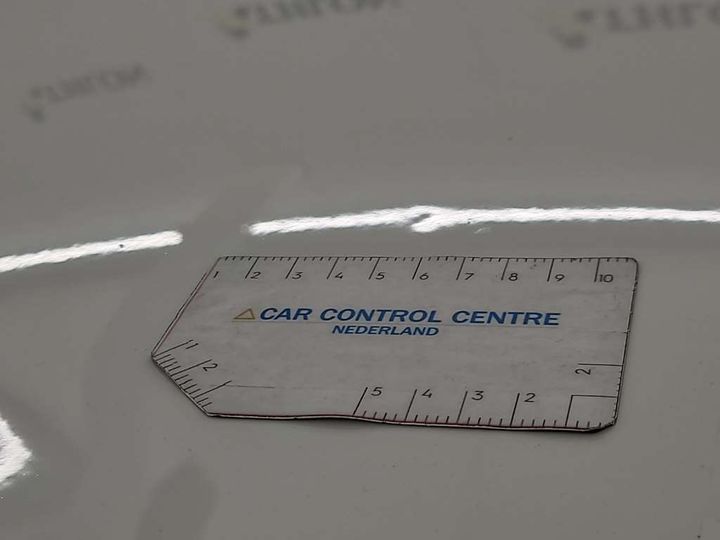 1 2 3 4 5 6 7 8 9 10
CAR CONTROL CENTRE
NEDERLAND
1
2
2
5 4 3 2